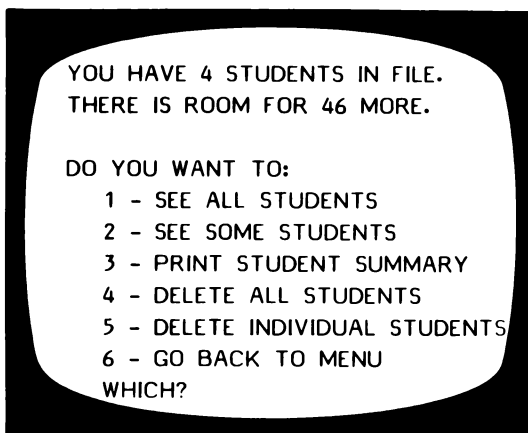 YOU HAVE 4 STUDENTS IN FILE.
THERE IS ROOM FOR 46 MORE.
DO YOU WANT TO:
1 - SEE ALL STUDENTS
2 - SEE SOME STUDENTS
3 - PRINT STUDENT SUMMARY
4 - DELETE ALL STUDENTS
5 - DELETE INDIVIDUAL STUDENTS
6 - GO BACK TO MENU
WHICH?